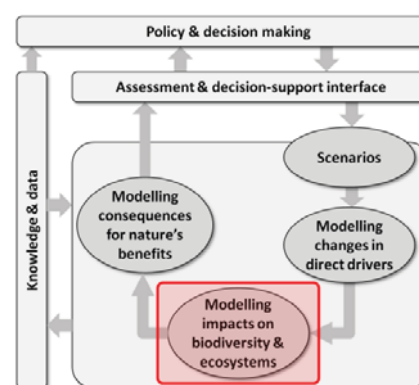 Policy & decision making
Assessment & decision-support interface
Knowledge & data
Scenarios
Modelling
consequences
for nature's
benefits
Modelling
changes in
direct drivers
Modelling
impacts on
biodiversity &
ecosystems